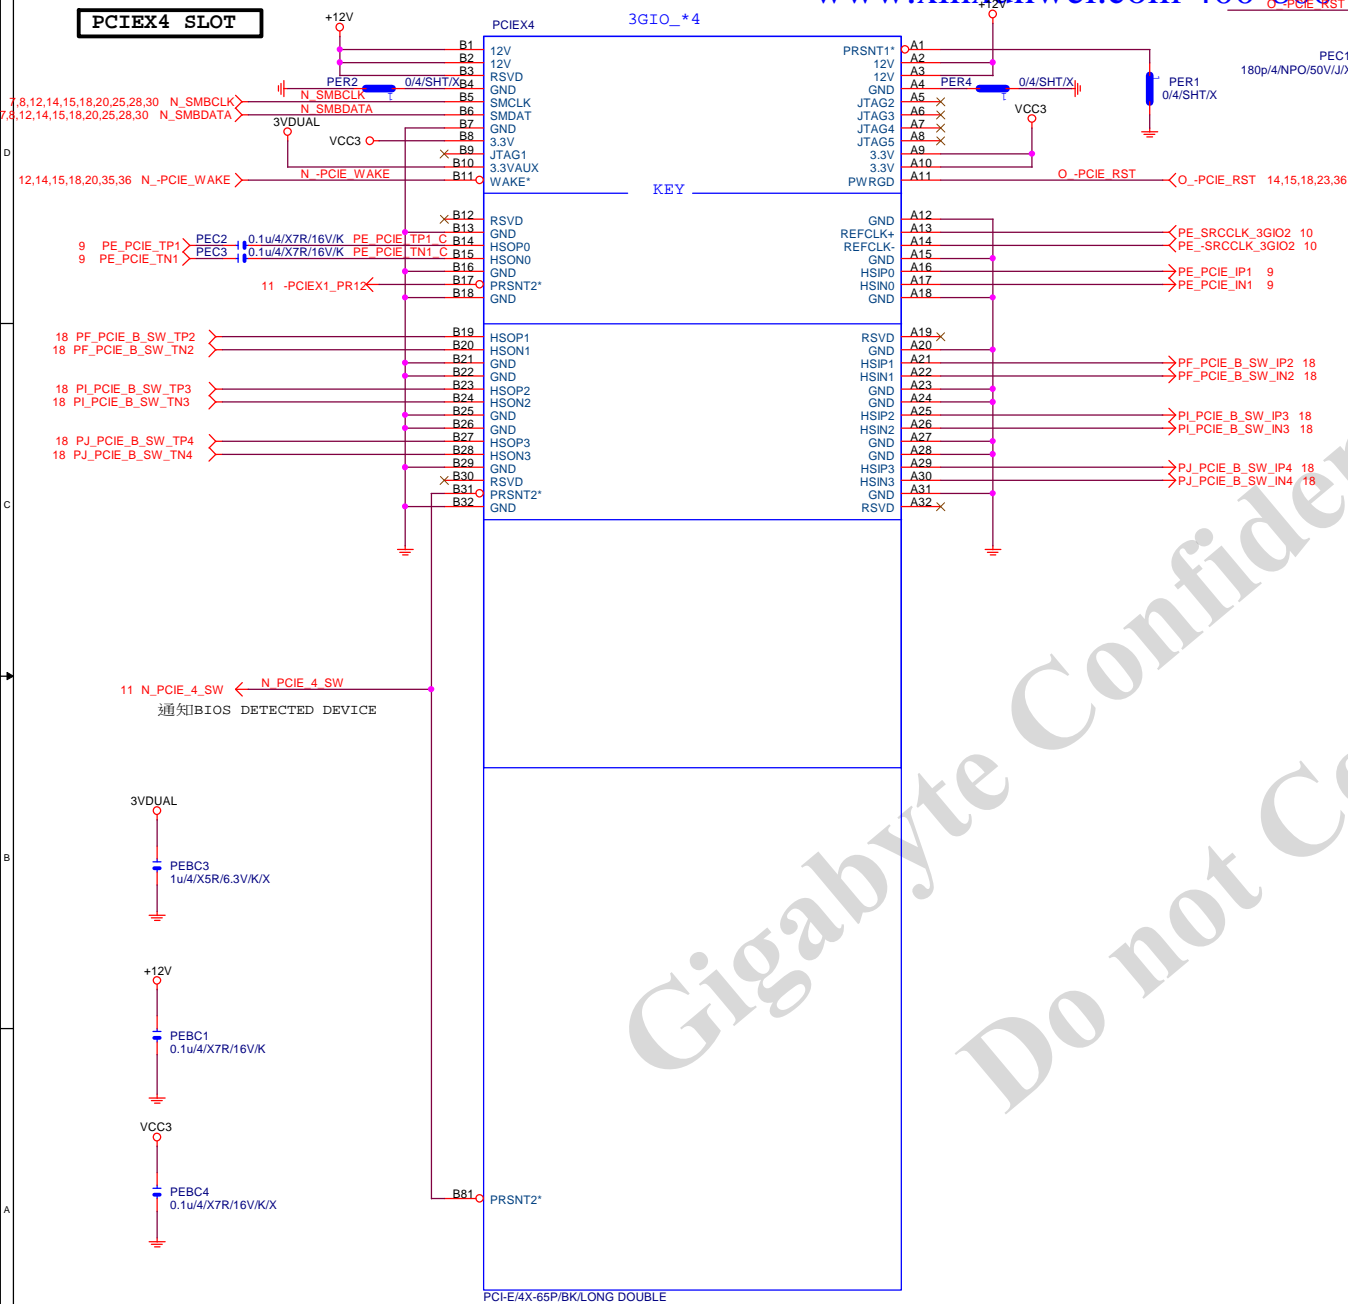 PCIEX4 SLOT
+12V
PCIEX4
3GIO_*4
+12V
O_-PCIE_RST
B1 12V
B2 12V
B3 RSVD
B4 GND
B5 SMCLK
B6 SMDAT
B7 GND
B8 3.3V
B9 JTAG1
B10 3.3VAUX
B11 WAKE*
PRSNT1* A1
12V A2
12V A3
GND A4
JTAG2 A5
JTAG3 A6
JTAG4 A7
JTAG5 A8
3.3V A9
3.3V A10
PWRGD A11
PER2 0/4/SHT/X
PER4 0/4/SHT/X
PER1
0/4/SHT/X
PEC1
180p/4/NPO/50V/J/X
7,8,12,14,15,18,20,25,28,30 N_SMBCLK N_SMBCLK
7,8,12,14,15,18,20,25,28,30 N_SMBDATA N_SMBDATA
3VDUAL
VCC3
VCC3
12,14,15,18,20,35,36 N_-PCIE_WAKE N_-PCIE_WAKE
O_-PCIE_RST O_-PCIE_RST 14,15,18,23,36
KEY
B12 RSVD
B13 GND
B14 HSOP0
B15 HSON0
B16 GND
B17 PRSNT2*
B18 GND
GND A12
REFCLK+ A13
REFCLK- A14
GND A15
HSIP0 A16
HSIN0 A17
GND A18
9 PE_PCIE_TP1 PEC2 0.1u/4/X7R/16V/K PE_PCIE_TP1_C
9 PE_PCIE_TN1 PEC3 0.1u/4/X7R/16V/K PE_PCIE_TN1_C
11 -PCIEX1_PR12
PE_SRCCLK_3GIO2 10
PE_-SRCCLK_3GIO2 10
PE_PCIE_IP1 9
PE_PCIE_IN1 9
B19 HSOP1
B20 HSON1
B21 GND
B22 GND
B23 HSOP2
B24 HSON2
B25 GND
B26 GND
B27 HSOP3
B28 HSON3
B29 GND
B30 RSVD
B31 PRSNT2*
B32 GND
RSVD A19
GND A20
HSIP1 A21
HSIN1 A22
GND A23
GND A24
HSIP2 A25
HSIN2 A26
GND A27
GND A28
HSIP3 A29
HSIN3 A30
GND A31
RSVD A32
18 PF_PCIE_B_SW_TP2
18 PF_PCIE_B_SW_TN2
18 PI_PCIE_B_SW_TP3
18 PI_PCIE_B_SW_TN3
18 PJ_PCIE_B_SW_TP4
18 PJ_PCIE_B_SW_TN4
PF_PCIE_B_SW_IP2 18
PF_PCIE_B_SW_IN2 18
PI_PCIE_B_SW_IP3 18
PI_PCIE_B_SW_IN3 18
PJ_PCIE_B_SW_IP4 18
PJ_PCIE_B_SW_IN4 18
11 N_PCIE_4_SW N_PCIE_4_SW
通知BIOS DETECTED DEVICE
3VDUAL
PEBC3
1u/4/X5R/6.3V/K/X
+12V
PEBC1
0.1u/4/X7R/16V/K
VCC3
PEBC4
0.1u/4/X7R/16V/K/X
B81 PRSNT2*
PCI-E/4X-65P/BK/LONG DOUBLE
D
C
B
A
Gigabyte Confiden
Do not Co